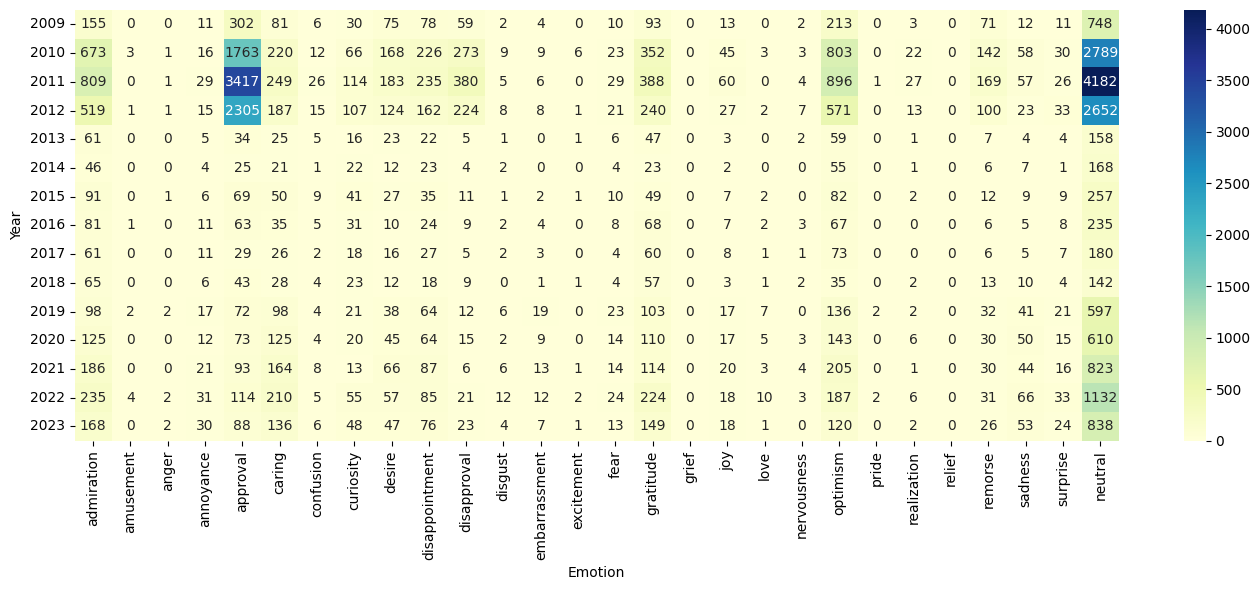 2009 155 0 0 11 302 81 6 30 75 78 59 2 4 0 10 93 0 13 0 2 213 0 3 0 71 12 11 748
2010 673 3 1 16 1763 220 12 66 168 226 273 9 9 6 23 352 0 45 3 3 803 0 22 0 142 58 30 2789
2011 809 0 1 29 3417 249 26 114 183 235 380 5 6 0 29 388 0 60 0 4 896 1 27 0 169 57 26 4182
2012 519 1 1 15 2305 187 15 107 124 162 224 8 8 1 21 240 0 27 2 7 571 0 13 0 100 23 33 2652
2013 61 0 0 5 34 25 5 16 23 22 5 1 0 1 6 47 0 3 0 2 59 0 1 0 7 4 4 158
2014 46 0 0 4 25 21 1 22 12 23 4 2 0 0 4 23 0 2 0 0 55 0 1 0 6 7 1 168
2015 91 0 1 6 69 50 9 41 27 35 11 1 2 1 10 49 0 7 2 0 82 0 2 0 12 9 9 257
2016 81 1 0 11 63 35 5 31 10 24 9 2 4 0 8 68 0 7 2 3 67 0 0 0 6 5 8 235
2017 61 0 0 11 29 26 2 18 16 27 5 2 3 0 4 60 0 8 1 1 73 0 0 0 6 5 7 180
2018 65 0 0 6 43 28 4 23 12 18 9 0 1 1 4 57 0 3 1 2 35 0 2 0 13 10 4 142
2019 98 2 2 17 72 98 4 21 38 64 12 6 19 0 23 103 0 17 7 0 136 2 2 0 32 41 21 597
2020 125 0 0 12 73 125 4 20 45 64 15 2 9 0 14 110 0 17 5 3 143 0 6 0 30 50 15 610
2021 186 0 0 21 93 164 8 13 66 87 6 6 13 1 14 114 0 20 3 4 205 0 1 0 30 44 16 823
2022 235 4 2 31 114 210 5 55 57 85 21 12 12 2 24 224 0 18 10 3 187 2 6 0 31 66 33 1132
2023 168 0 2 30 88 136 6 48 47 76 23 4 7 1 13 149 0 18 1 0 120 0 2 0 26 53 24 838
Year
admiration
amusement
anger
annoyance
approval
caring
confusion
curiosity
desire
disappointment
disapproval
disgust
embarrassment
excitement
fear
gratitude
grief
joy
love
nervousness
optimism
pride
realization
relief
remorse
sadness
surprise
neutral
Emotion
4000
3500
3000
2500
2000
1500
1000
500
0